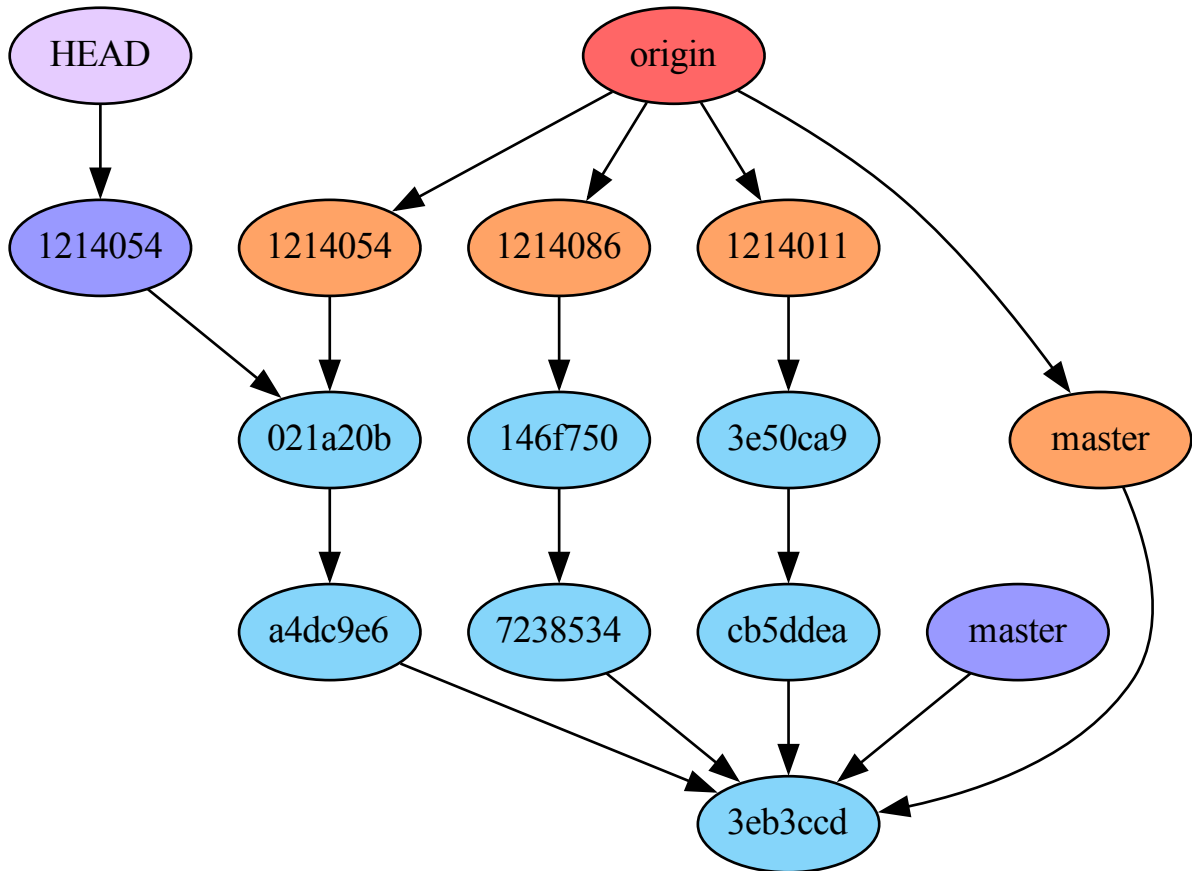 HEAD
origin
1214054
1214054
1214086
1214011
021a20b
146f750
3e50ca9
master
a4dc9e6
7238534
cb5ddea
master
3eb3ccd